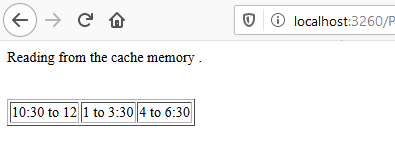 localhost:3260/P
Reading from the cache memory .
10:30 to 12 1 to 3:30 4 to 6:30